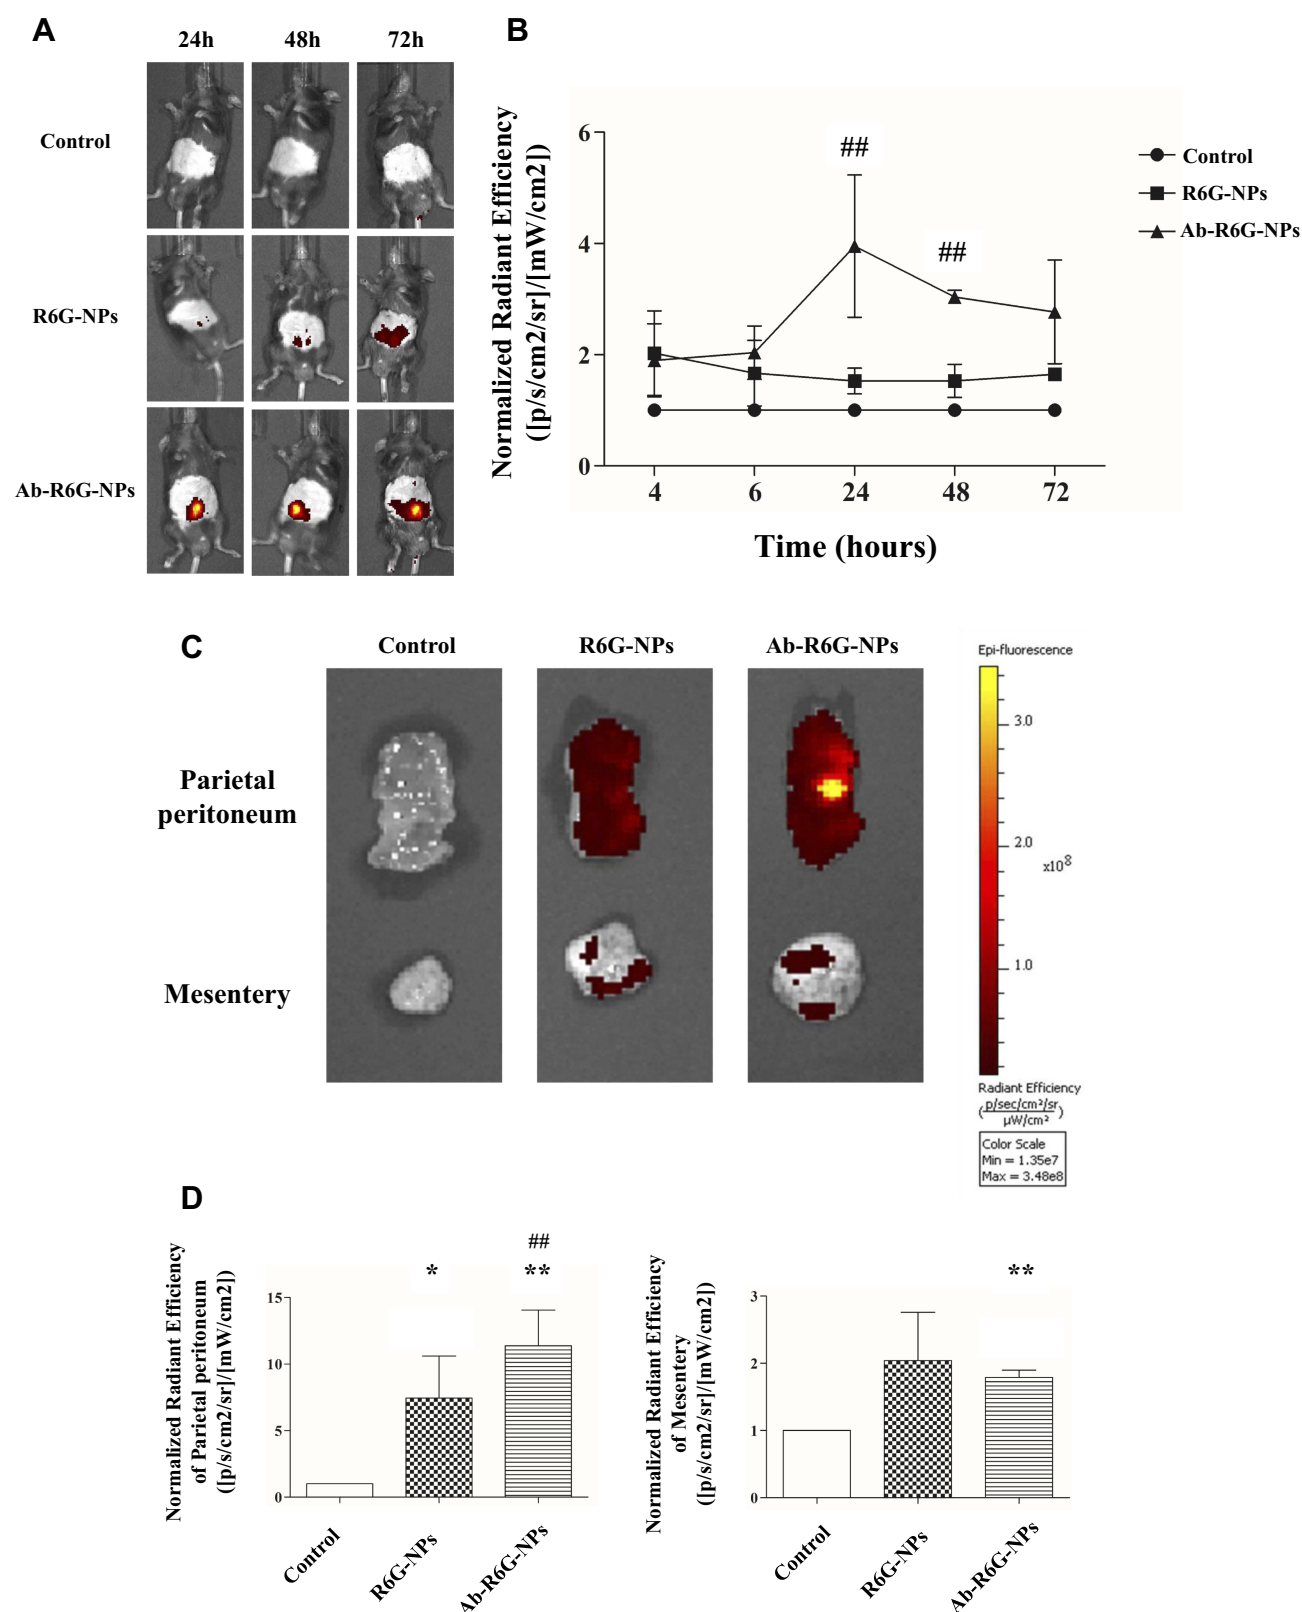 A
24h
48h
72h
Control
R6G-NPs
Ab-R6G-NPs
B
Normalized Radiant Efficiency
([p/s/cm2/sr]/[mW/cm2])
6
4
2
0
##
##
4
6
24
48
72
Time (hours)
Control
R6G-NPs
Ab-R6G-NPs
C
Control
R6G-NPs
Ab-R6G-NPs
Parietal
peritoneum
Mesentery
Epi-fluorescence
3.0
2.0
x10⁸
1.0
Radiant Efficiency
(p/sec/cm²/sr
µW/cm²)
Color Scale
Min = 1.35e7
Max = 3.48e8
D
Normalized Radiant Efficiency
of Parietal peritoneum
([p/s/cm2/sr]/[mW/cm2])
15
10
5
0
*
##
**
Control
R6G-NPs
Ab-R6G-NPs
Normalized Radiant Efficiency
of Mesentery
([p/s/cm2/sr]/[mW/cm2])
3
2
1
0
**
Control
R6G-NPs
Ab-R6G-NPs